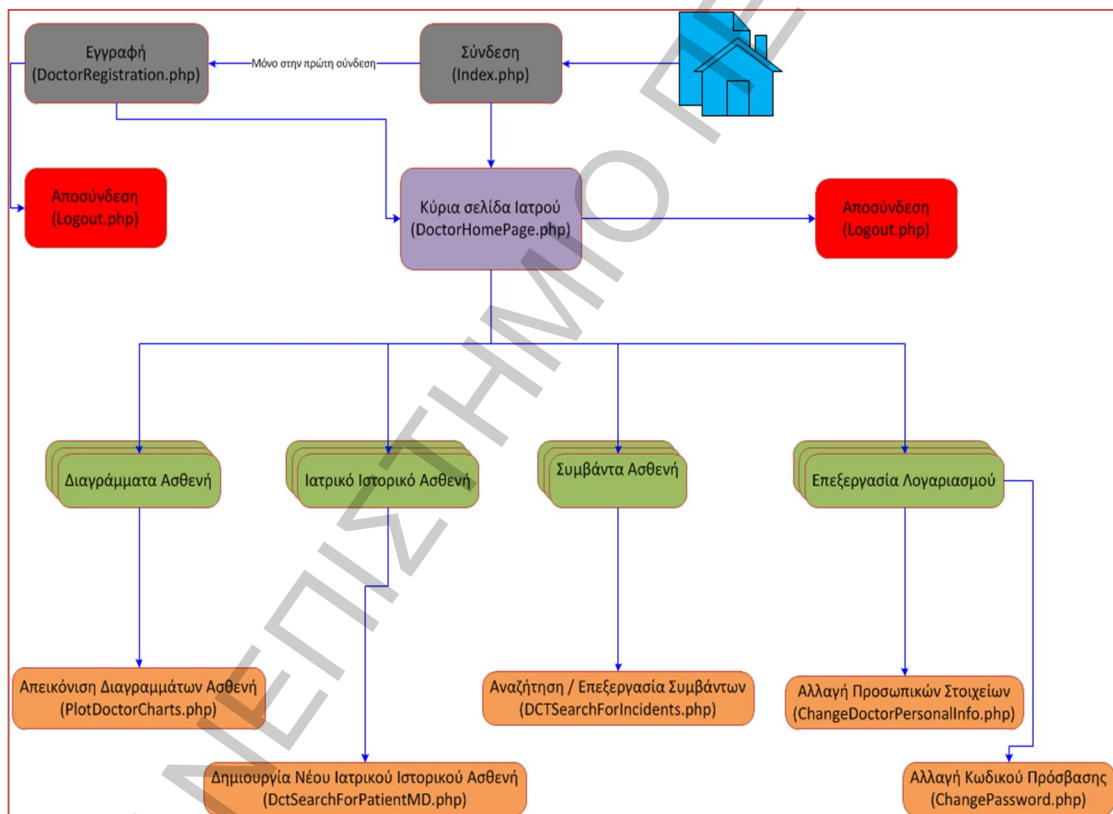 Εγγραφή
(DoctorRegistration.php)
Μόνο στην πρώτη σύνδεση
Σύνδεση
(Index.php)
Αποσύνδεση
(Logout.php)
Κύρια σελίδα Ιατρού
(DoctorHomePage.php)
Αποσύνδεση
(Logout.php)
Διαγράμματα Ασθενή
Ιατρικό Ιστορικό Ασθενή
Συμβάντα Ασθενή
Επεξεργασία Λογαριασμού
Απεικόνιση Διαγραμμάτων Ασθενή
(PlotDoctorCharts.php)
Αναζήτηση / Επεξεργασία Συμβάντων
(DCTSearchForIncidents.php)
Αλλαγή Προσωπικών Στοιχείων
(ChangeDoctorPersonalInfo.php)
Δημιουργία Νέου Ιατρικού Ιστορικού Ασθενή
(DctSearchForPatientMD.php)
Αλλαγή Κωδικού Πρόσβασης
(ChangePassword.php)
ΝΕΠΙΣΤΗΜΙΟ ΠΕ